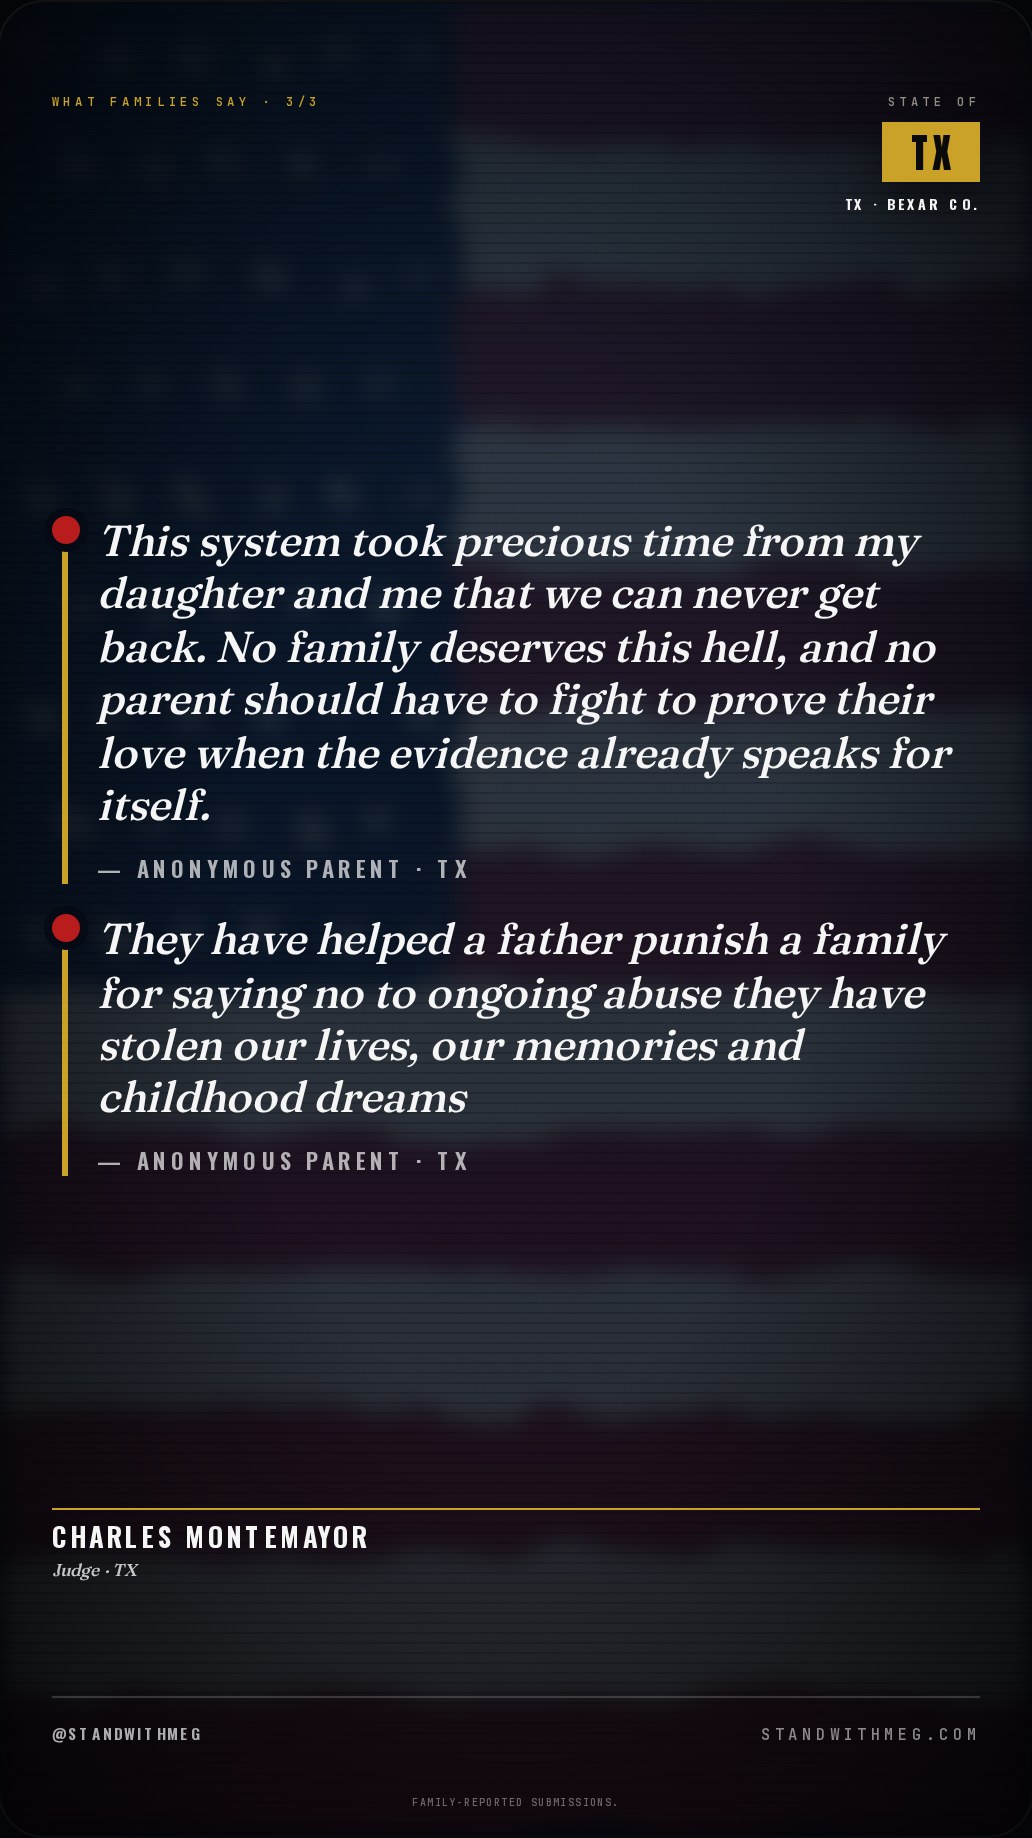 WHAT FAMILIES SAY · 3/3
STATE OF
TX
TX · BEXAR CO.
This system took precious time from my
daughter and me that we can never get
back. No family deserves this hell, and no
parent should have to fight to prove their
love when the evidence already speaks for
itself.
— ANONYMOUS PARENT · TX
They have helped a father punish a family
for saying no to ongoing abuse they have
stolen our lives, our memories and
childhood dreams
— ANONYMOUS PARENT · TX
CHARLES MONTEMAYOR
Judge · TX
@STANDWITHMEG
STANDWITHMEG.COM
FAMILY-REPORTED SUBMISSIONS.